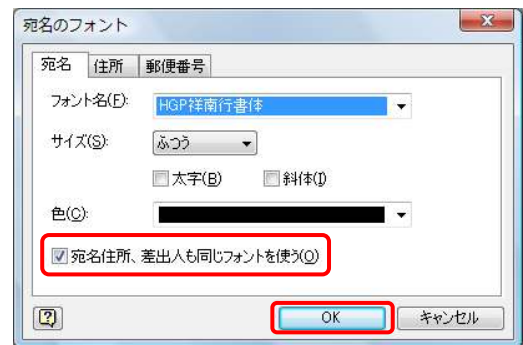 宛名のフォント
宛名 住所 郵便番号
フォント名(F): HGP祥南行書体
サイズ(S): ふつう
太字(B) 斜体(I)
色(C):
宛名住所、差出人も同じフォントを使う(O)
OK キャンセル